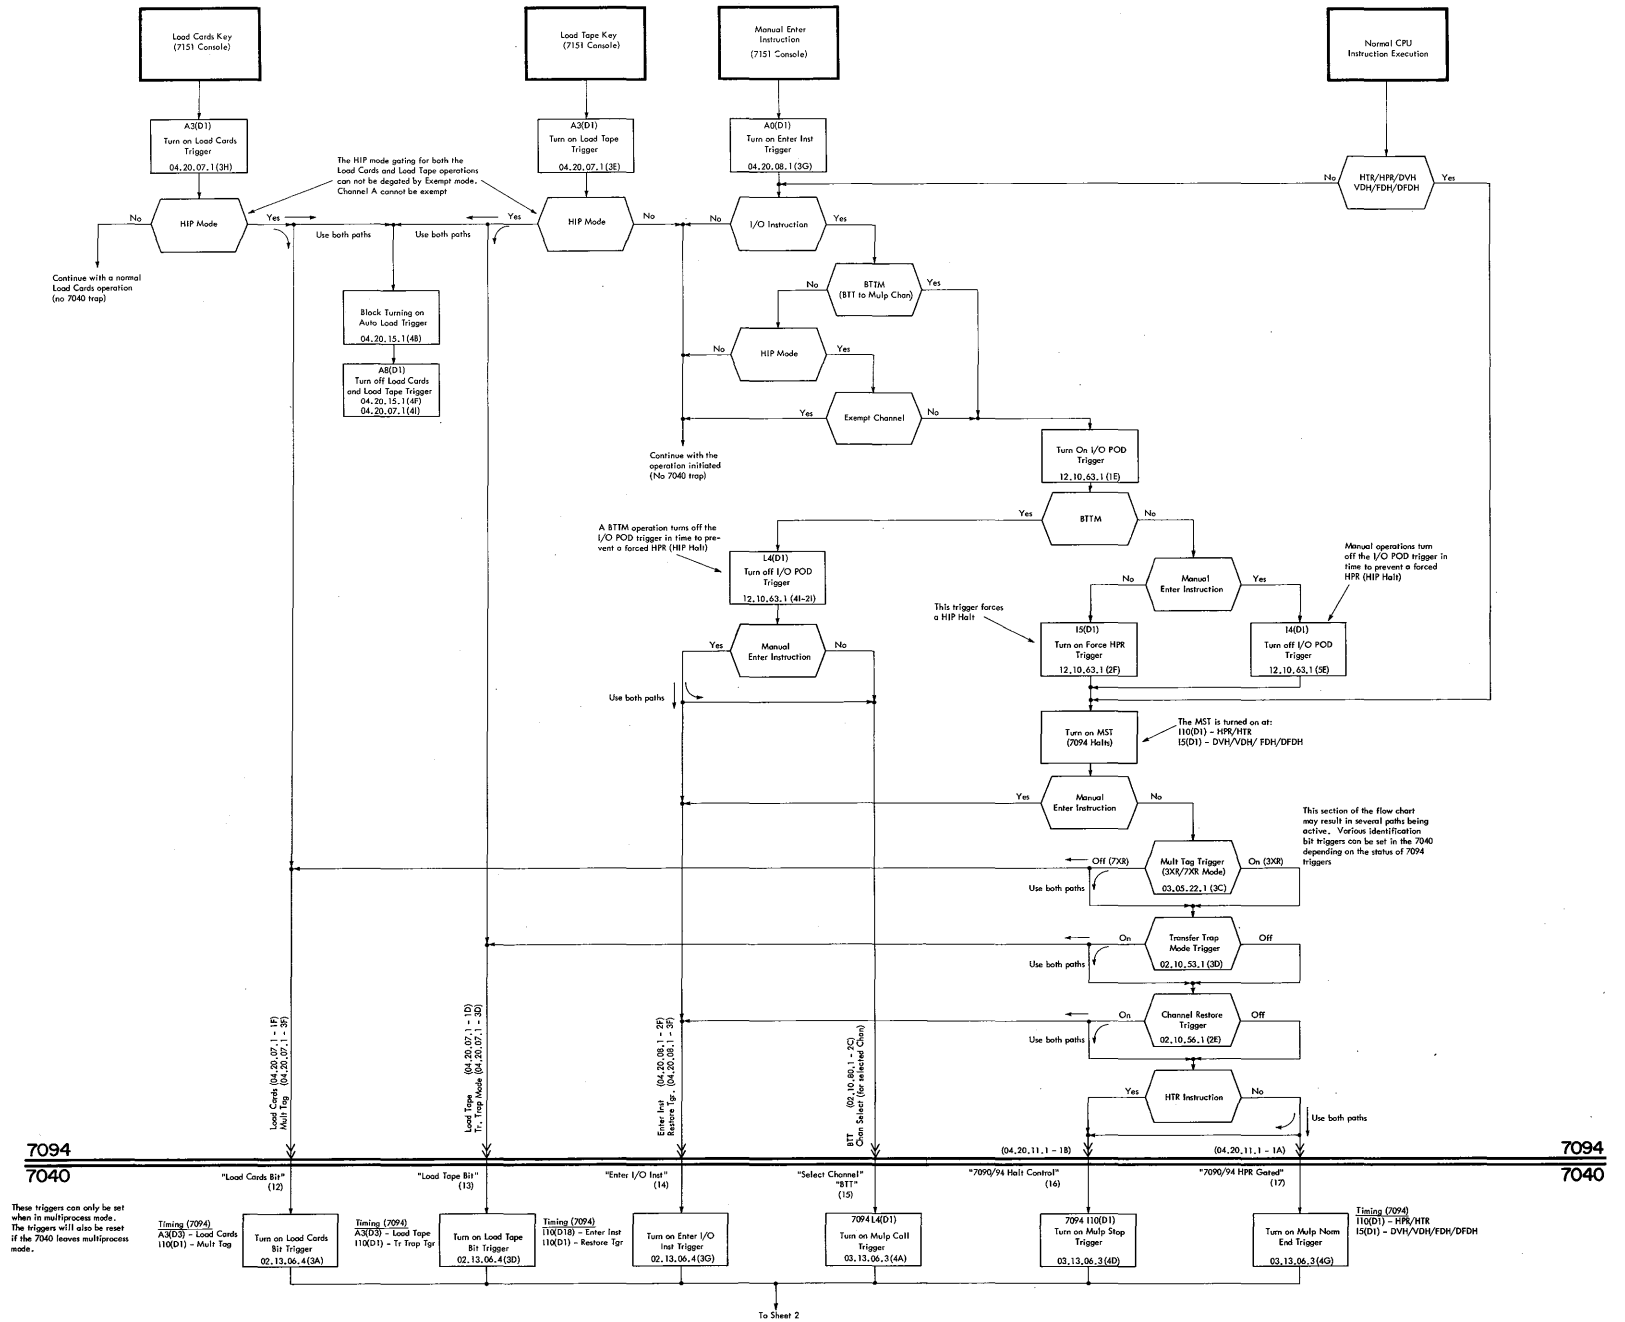 Load Cards Key
(7151 Console)
Load Tape Key
(7151 Console)
Manual Enter
Instruction
(7151 Console)
Normal CPU
Instruction Execution
A3(D1)
Turn on Load Cards
Trigger
04.20.07.1(3H)
A3(D1)
Turn on Load Tape
Trigger
04.20.07.1(3E)
A0(D1)
Turn on Enter Inst
Trigger
04.20.08.1(3G)
The HIP mode gating for both the
Load Cards and Load Tape operations
can not be degated by Exempt mode.
Channel A cannot be exempt
No
HTR/HPR/DVH
VDH/FDH/DFDH
Yes
No
HIP Mode
Yes
Use both paths
Use both paths
Yes
HIP Mode
No
No
I/O Instruction
Yes
Continue with a normal
Load Cards operation
(no 7040 trap)
Block Turning on
Auto Load Trigger
04.20.15.1(4B)
A8(D1)
Turn off Load Cards
and Load Tape Trigger
04.20.15.1(4F)
04.20.07.1(4I)
No
BTTM
(BTT to Mulp Chan)
Yes
No
HIP Mode
Yes
Yes
Exempt Channel
No
Continue with the
operation initiated
(No 7040 trap)
Turn On I/O POD
Trigger
12.10.63.1(1E)
Yes
BTTM
No
A BTTM operation turns off the
I/O POD trigger in time to pre-
vent a forced HPR (HIP Halt)
L4(D1)
Turn off I/O POD
Trigger
12.10.63.1 (4I-2I)
No
Manual
Enter Instruction
Yes
Manual operations turn
off the I/O POD trigger in
time to prevent a forced
HPR (HIP Halt)
This trigger forces
a HIP Halt
I5(D1)
Turn on Force HPR
Trigger
12.10.63.1 (2F)
I4(D1)
Turn off I/O POD
Trigger
12.10.63.1 (5E)
Yes
Manual
Enter Instruction
No
Use both paths
Turn on MST
(7094 Halts)
The MST is turned on at:
I10(D1) - HPR/HTR
I5(D1) - DVH/VDH/ FDH/DFDH
Yes
Manual
Enter Instruction
No
This section of the flow chart
may result in several paths being
active. Various identification
bit triggers can be set in the 7040
depending on the status of 7094
triggers
Off (7XR)
Mult Tag Trigger
(3XR/7XR Mode)
03.05.22.1 (3C)
On (3XR)
Use both paths
On
Transfer Trap
Mode Trigger
02.10.53.1 (3D)
Off
Use both paths
On
Channel Restore
Trigger
02.10.56.1(2E)
Off
Use both paths
Yes
HTR Instruction
No
Use both paths
Load Cards (04.20.07.1 - 1F)
Mult Tag (04.20.07.1 - 3F)
Load Tape (04.20.07.1 - 1D)
Tr. Trap Mode (04.20.07.1 - 3D)
Enter Inst (04.20.08.1 - 2F)
Restore Tgr. (04.20.08.1 - 3F)
BTT (02.10.80.1 - 2C)
Chan Select (for selected Chan)
(04.20.11.1 - 1B)
(04.20.11.1 - 1A)
7094
7094
7040
7040
"Load Cards Bit"
(12)
"Load Tape Bit"
(13)
"Enter I/O Inst"
(14)
"Select Channel"
"BTT"
(15)
"7090/94 Halt Control"
(16)
"7090/94 HPR Gated"
(17)
These triggers can only be set
when in multiprocess mode.
The triggers will also be reset
if the 7040 leaves multiprocess
mode.
Timing (7094)
A3(D3) - Load Cards
I10(D1) - Mult Tag
Turn on Load Cards
Bit Trigger
02.13.06.4(3A)
Timing (7094)
A3(D3) - Load Tape
I10(D1) - Tr Trap Tgr
Turn on Load Tape
Bit Trigger
02.13.06.4(3D)
Timing (7094)
I10(D18) - Enter Inst
I10(D1) - Restore Tgr
Turn on Enter I/O
Inst Trigger
02.13.06.4(3G)
7094 L4(D1)
Turn on Mulp Call
Trigger
03.13.06.3(4A)
7094 I10(D1)
Turn on Mulp Stop
Trigger
03.13.06.3(4D)
Turn on Mulp Norm
End Trigger
03.13.06.3(4G)
Timing (7094)
I10(D1) - HPR/HTR
I5(D1) - DVH/VDH/FDH/DFDH
To Sheet 2